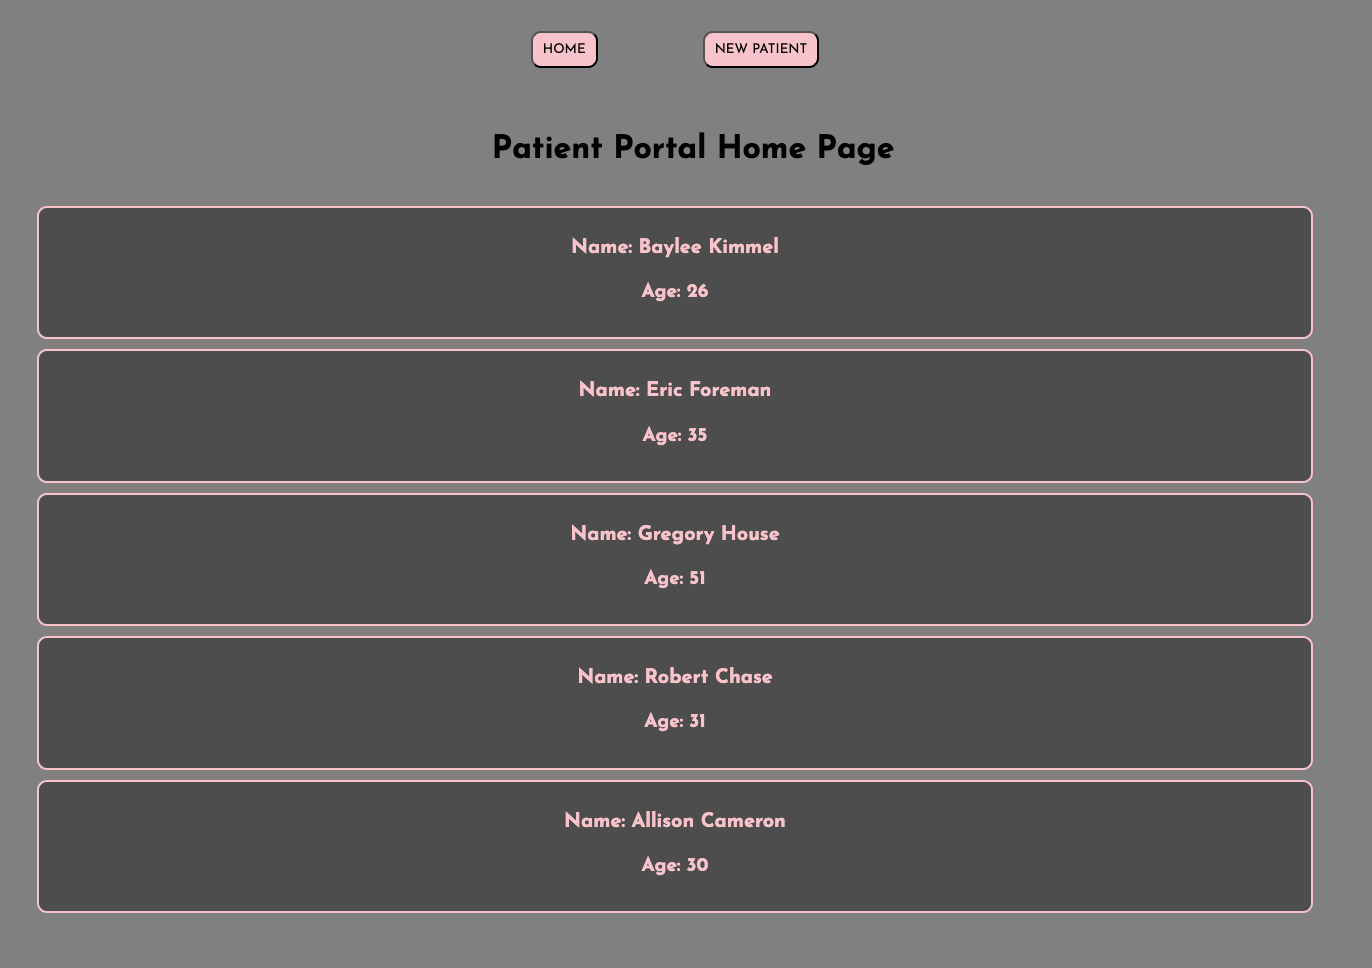 HOME NEW PATIENT
Patient Portal Home Page
Name: Baylee Kimmel
Age: 26
Name: Eric Foreman
Age: 35
Name: Gregory House
Age: 51
Name: Robert Chase
Age: 31
Name: Allison Cameron
Age: 30